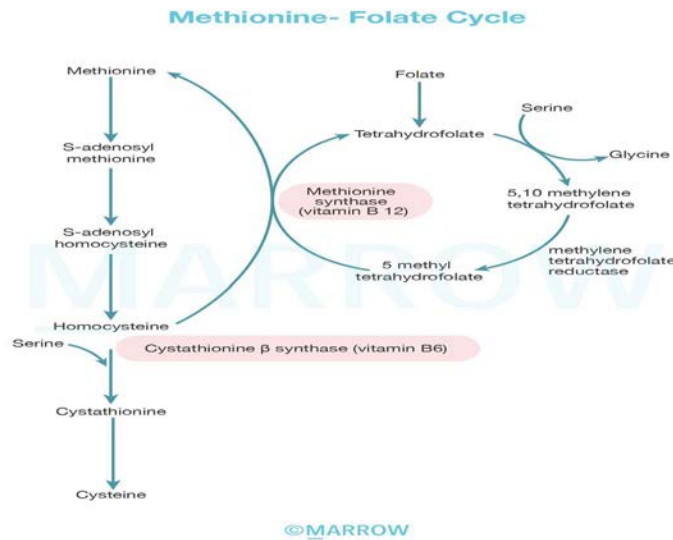 Methionine- Folate Cycle
Methionine
Folate
Serine
Tetrahydrofolate
Glycine
S-adenosyl
methionine
Methionine
synthase
(vitamin B 12)
5,10 methylene
tetrahydrofolate
S-adenosyl
homocysteine
methylene
tetrahydrofolate
reductase
5 methyl
tetrahydrofolate
MARROW
Homocysteine
Serine
Cystathionine β synthase (vitamin B6)
Cystathionine
Cysteine
©MARROW